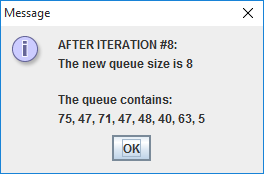 Message
AFTER ITERATION #8:
The new queue size is 8
The queue contains:
75, 47, 71, 47, 48, 40, 63, 5
OK